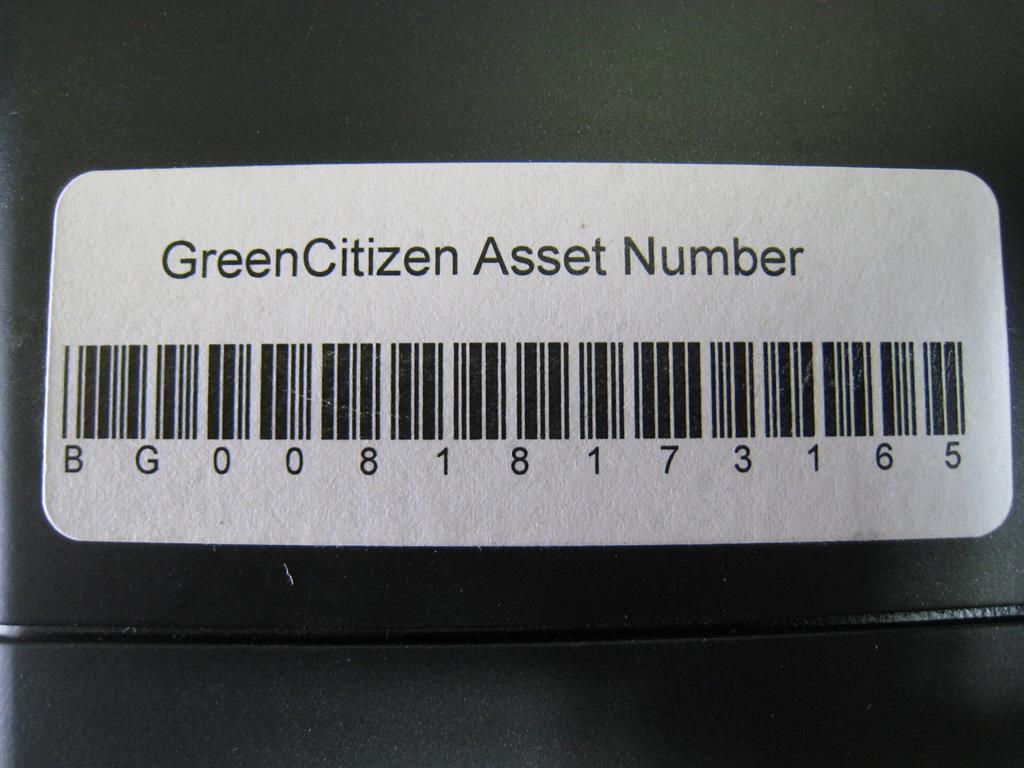 GreenCitizen Asset Number
B G 0 0 8 1 8 1 7 3 1 6 5